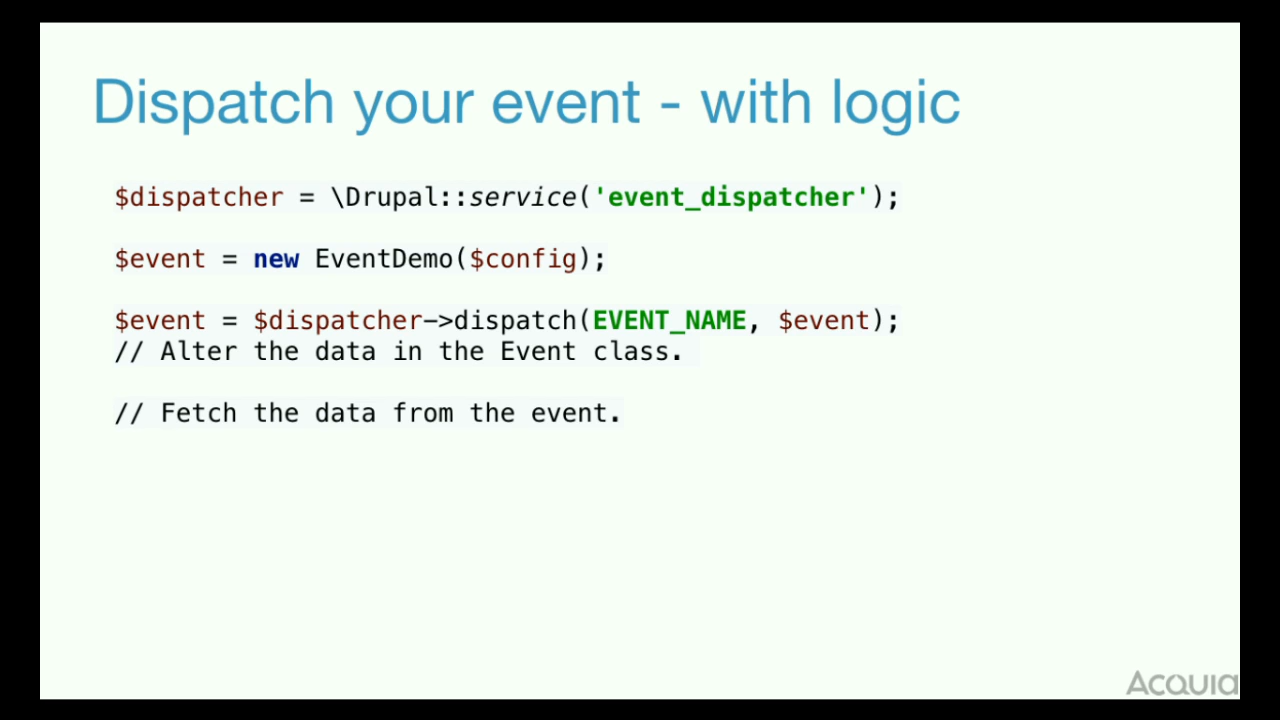 Dispatch your event - with logic
$dispatcher = \Drupal::service('event_dispatcher');
$event = new EventDemo($config);
$event = $dispatcher->dispatch(EVENT_NAME, $event);
// Alter the data in the Event class.
// Fetch the data from the event.
Acquia